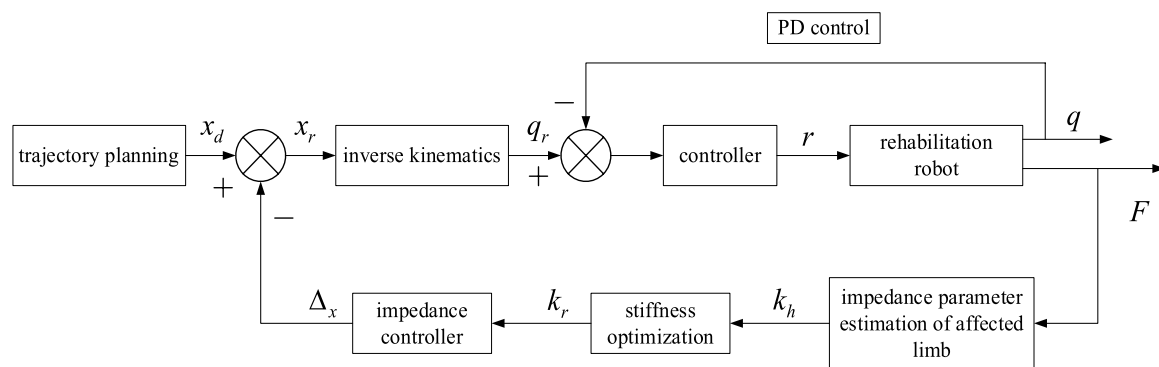 PD control
−
x_d
x_r
q_r
r
q
trajectory planning
inverse kinematics
controller
rehabilitation
robot
+
+
−
F
Δ_x
impedance
controller
k_r
stiffness
optimization
k_h
impedance parameter
estimation of affected
limb